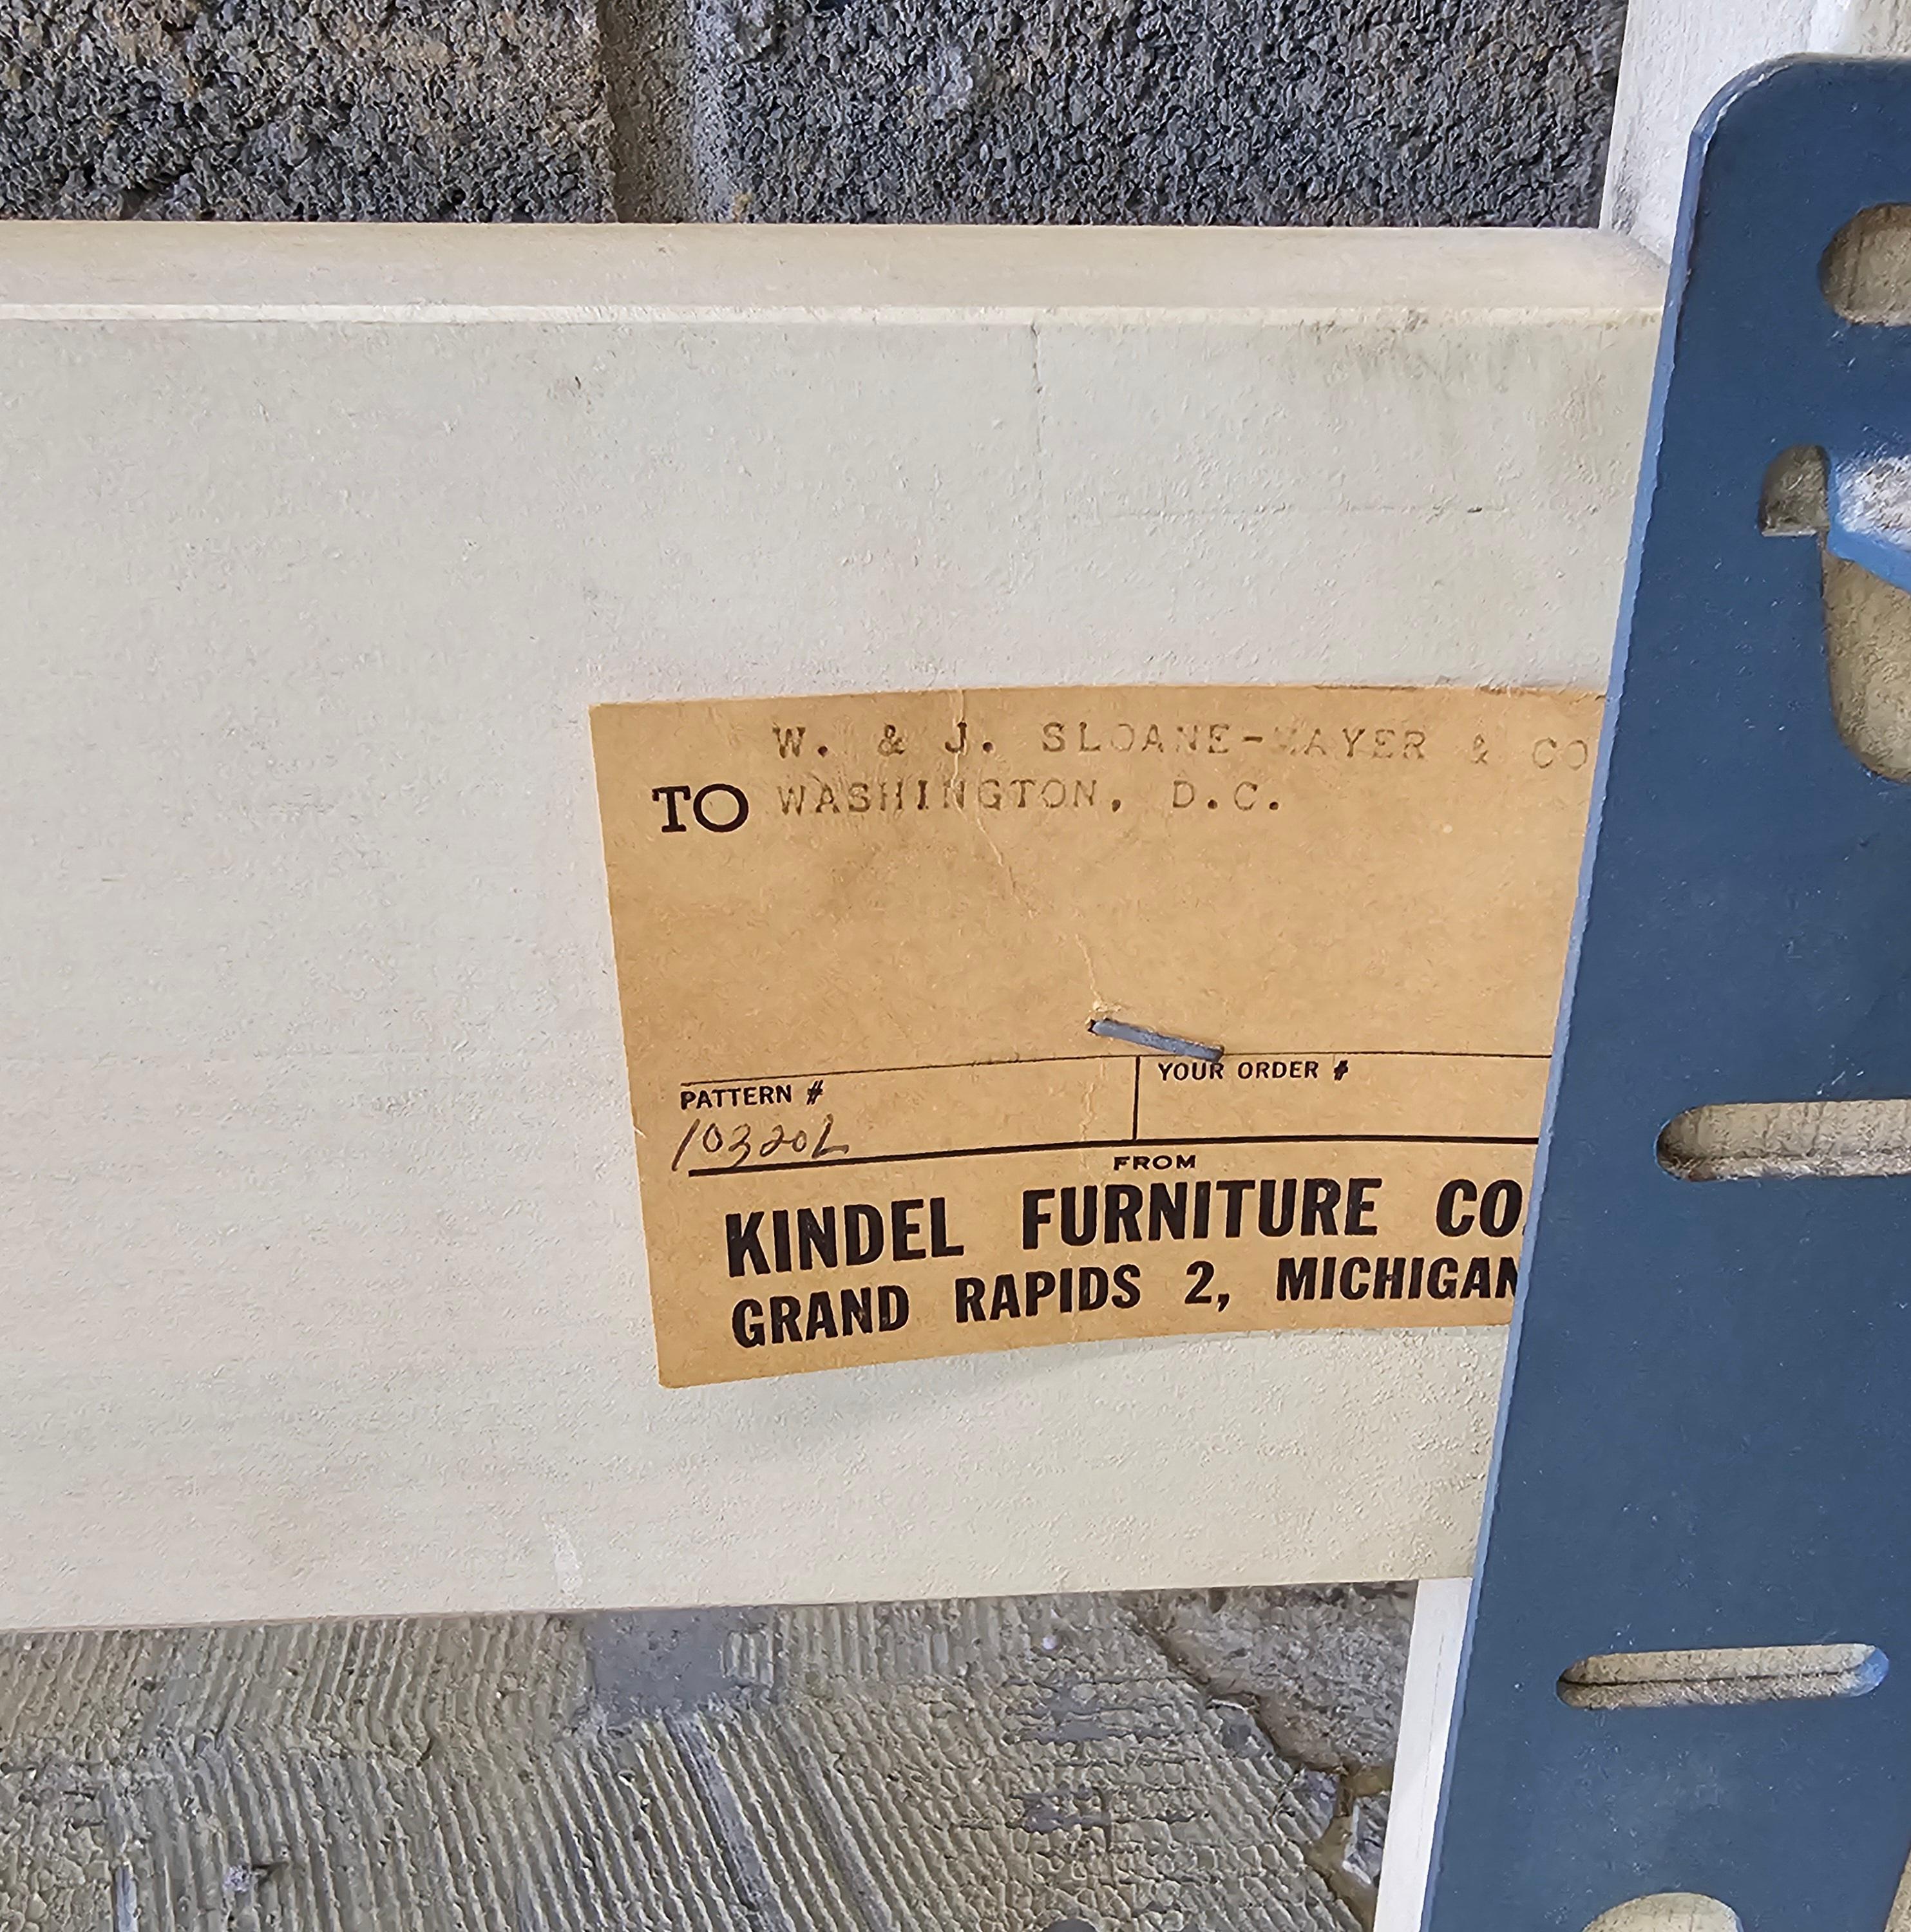 W. & J. SLOANE-MAYER & CO
TO WASHINGTON, D.C.
PATTERN #
YOUR ORDER #
10320L
FROM
KINDEL FURNITURE CO.
GRAND RAPIDS 2, MICHIGAN